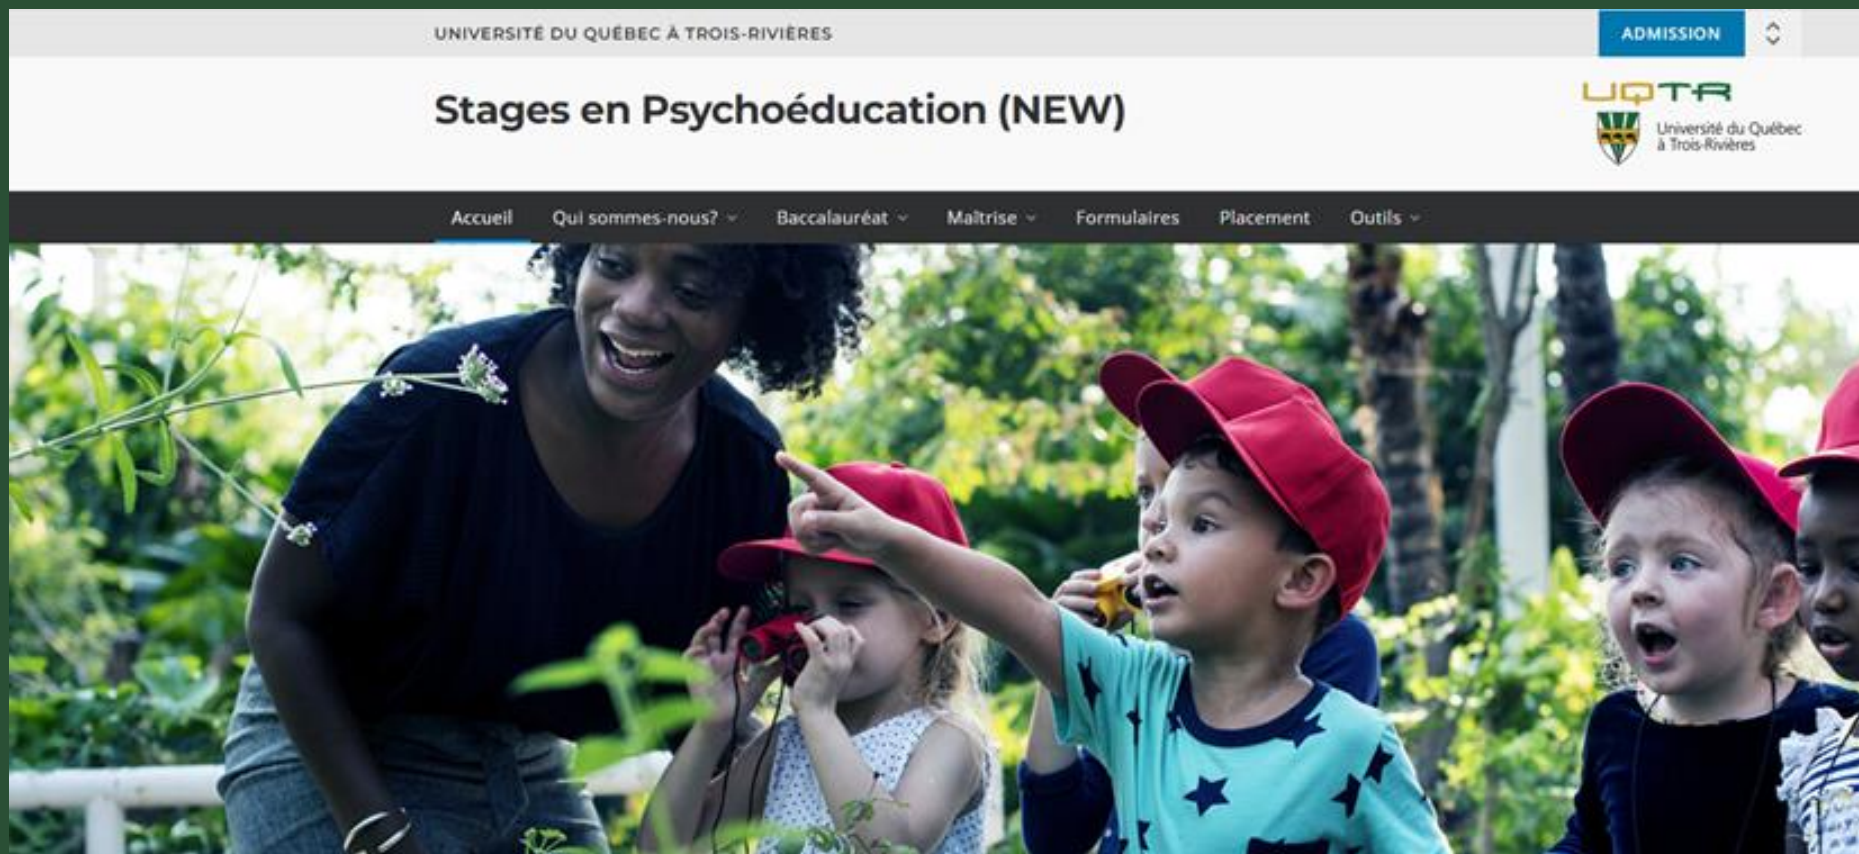 UNIVERSITÉ DU QUÉBEC À TROIS-RIVIÈRES
ADMISSION
Stages en Psychoéducation (NEW)
UQTR
Université du Québec
à Trois-Rivières
Accueil Qui sommes-nous? Baccalauréat Maîtrise Formulaires Placement Outils